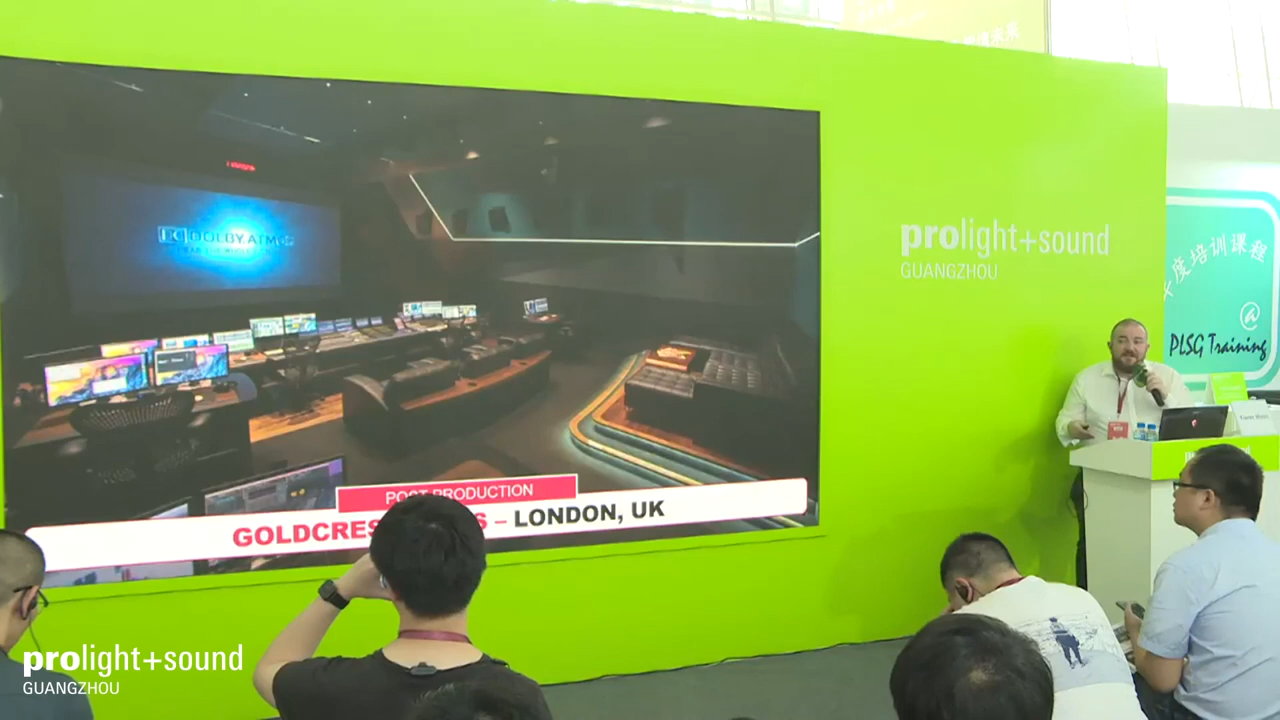 DOLBY ATM
POST PRODUCTION
GOLDCRES S – LONDON, UK
prolight+sound
GUANGZHOU
度培训课程
@
PLSG Training
prolight+sound
GUANGZHOU